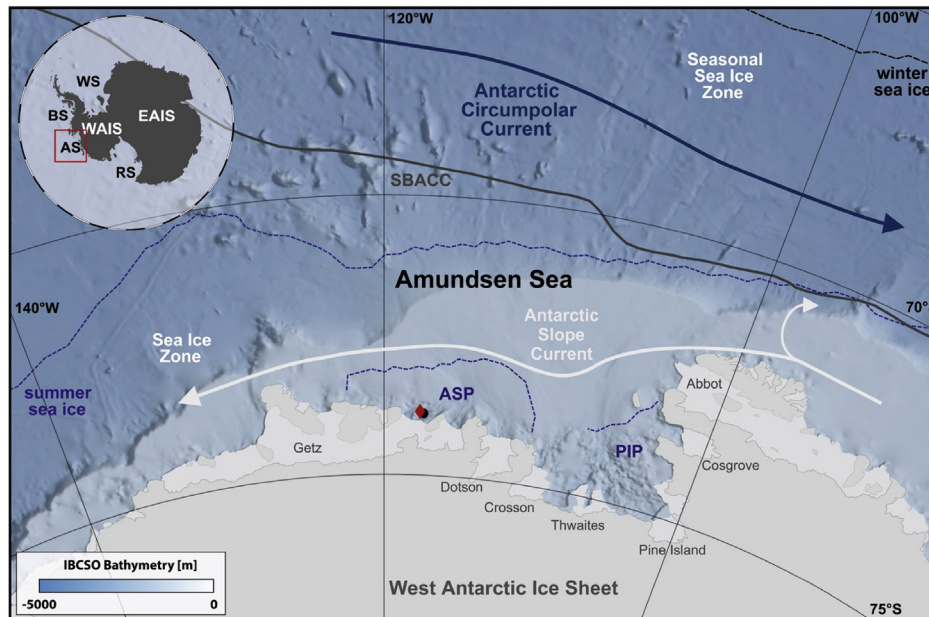 120°W
100°W
WS
BS
WAIS
EAIS
AS
RS
Seasonal
Sea Ice
Zone
winter
sea ice
Antarctic
Circumpolar
Current
SBACC
Amundsen Sea
140°W
70°
Sea Ice
Zone
Antarctic
Slope
Current
summer
sea ice
ASP
Abbot
PIP
Getz
Cosgrove
Dotson
Crosson
Thwaites
Pine Island
IBCSO Bathymetry [m]
-5000
0
West Antarctic Ice Sheet
75°S